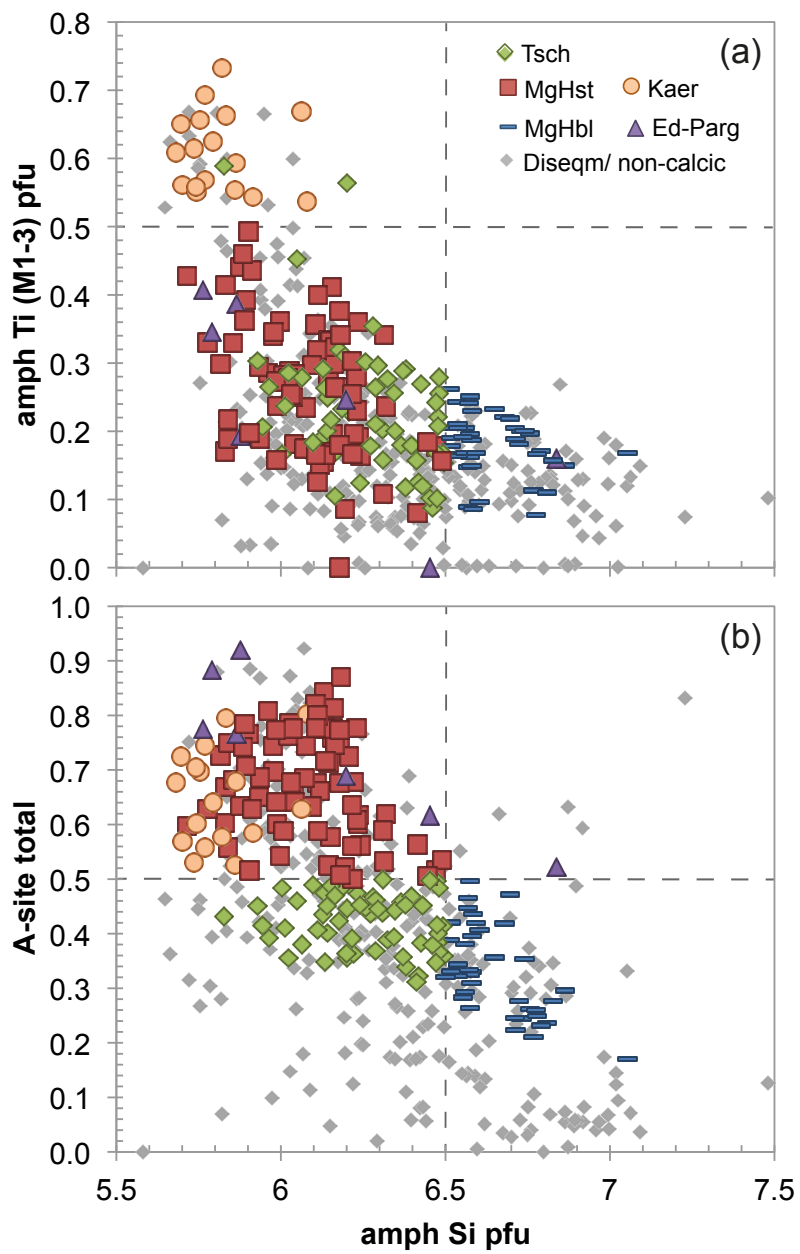 (a)
Tsch
MgHst Kaer
MgHbl Ed-Parg
Diseqm/ non-calcic
amph Ti (M1-3) pfu
0.8
0.7
0.6
0.5
0.4
0.3
0.2
0.1
0.0
(b)
A-site total
1.0
0.9
0.8
0.7
0.6
0.5
0.4
0.3
0.2
0.1
0.0
5.5 6 6.5 7 7.5
amph Si pfu